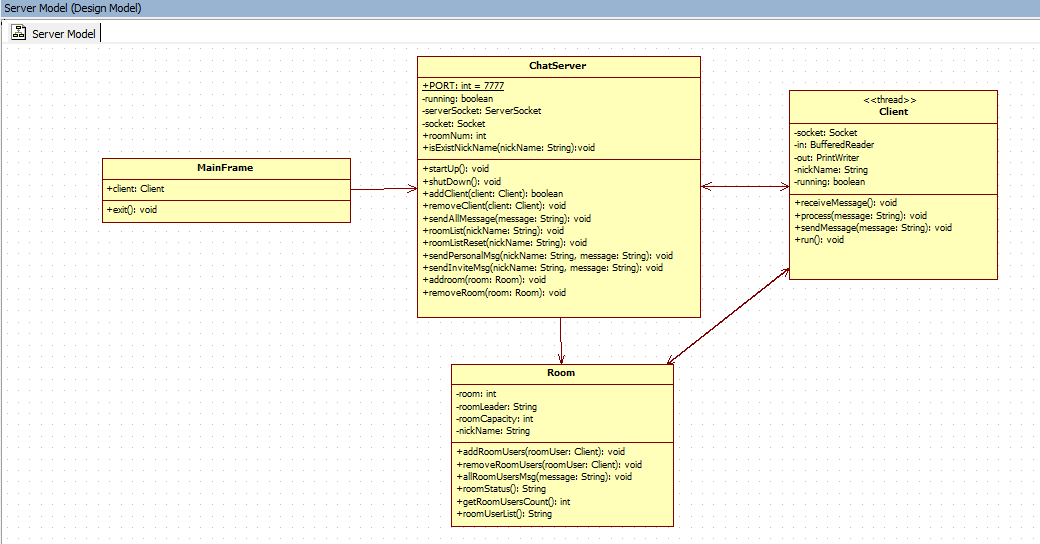 Server Model (Design Model)
Server Model
ChatServer
+PORT: int = 7777
-running: boolean
-serverSocket: ServerSocket
-socket: Socket
+roomNum: int
+isExistNickName(nickName: String):void
+startUp(): void
+shutDown(): void
+addClient(client: Client): boolean
+removeClient(client: Client): void
+sendAllMessage(message: String): void
+roomList(nickName: String): void
+roomListReset(nickName: String): void
+sendPersonalMsg(nickName: String, message: String): void
+sendInviteMsg(nickName: String, message: String): void
+addroom(room: Room): void
+removeRoom(room: Room): void
<<thread>>
Client
-socket: Socket
-in: BufferedReader
-out: PrintWriter
-nickName: String
-running: boolean
+receiveMessage(): void
+process(message: String): void
+sendMessage(message: String): void
+run(): void
MainFrame
+client: Client
+exit(): void
Room
-room: int
-roomLeader: String
-roomCapacity: int
-nickName: String
+addRoomUsers(roomUser: Client): void
+removeRoomUsers(roomUser: Client): void
+allRoomUsersMsg(message: String): void
+roomStatus(): String
+getRoomUsersCount(): int
+roomUserList(): String